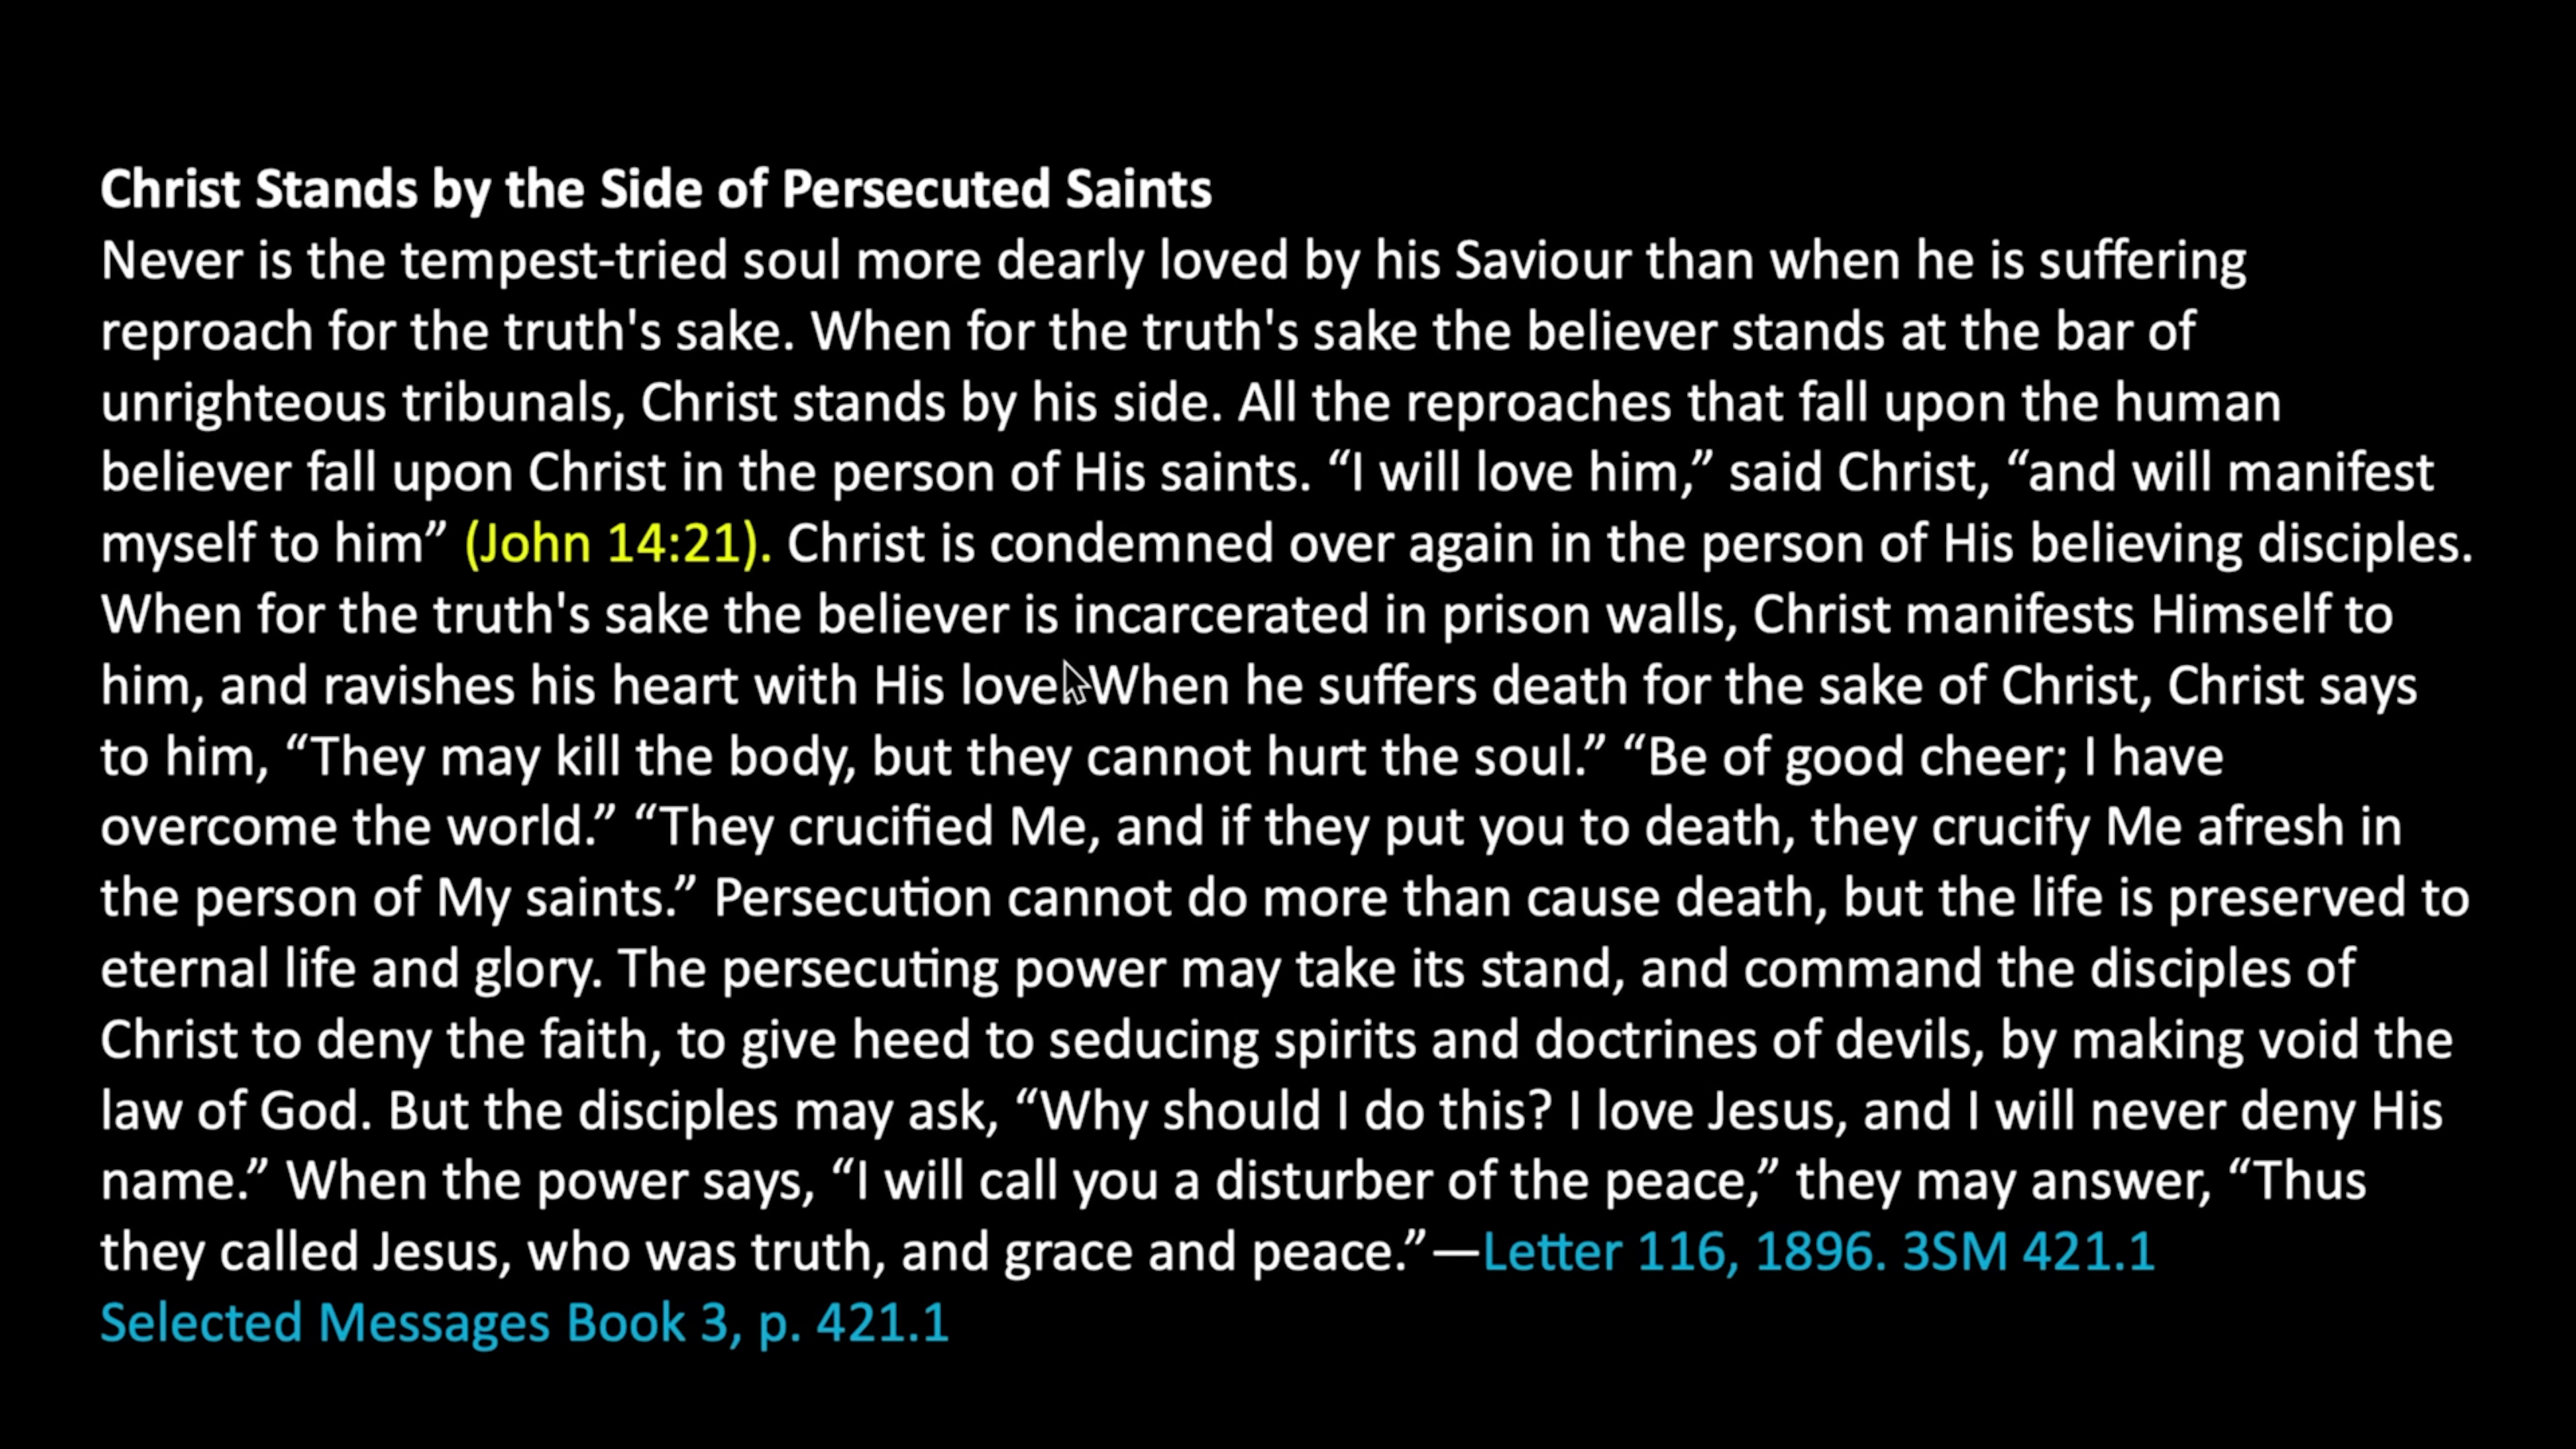 Christ Stands by the Side of Persecuted Saints
Never is the tempest-tried soul more dearly loved by his Saviour than when he is suffering
reproach for the truth's sake. When for the truth's sake the believer stands at the bar of
unrighteous tribunals, Christ stands by his side. All the reproaches that fall upon the human
believer fall upon Christ in the person of His saints. “I will love him,” said Christ, “and will manifest
myself to him” (John 14:21). Christ is condemned over again in the person of His believing disciples.
When for the truth's sake the believer is incarcerated in prison walls, Christ manifests Himself to
him, and ravishes his heart with His love When he suffers death for the sake of Christ, Christ says
to him, “They may kill the body, but they cannot hurt the soul.” “Be of good cheer; I have
overcome the world.” “They crucified Me, and if they put you to death, they crucify Me afresh in
the person of My saints.” Persecution cannot do more than cause death, but the life is preserved to
eternal life and glory. The persecuting power may take its stand, and command the disciples of
Christ to deny the faith, to give heed to seducing spirits and doctrines of devils, by making void the
law of God. But the disciples may ask, “Why should I do this? I love Jesus, and I will never deny His
name.” When the power says, “I will call you a disturber of the peace,” they may answer, “Thus
they called Jesus, who was truth, and grace and peace.”—Letter 116, 1896. 3SM 421.1
Selected Messages Book 3, p. 421.1